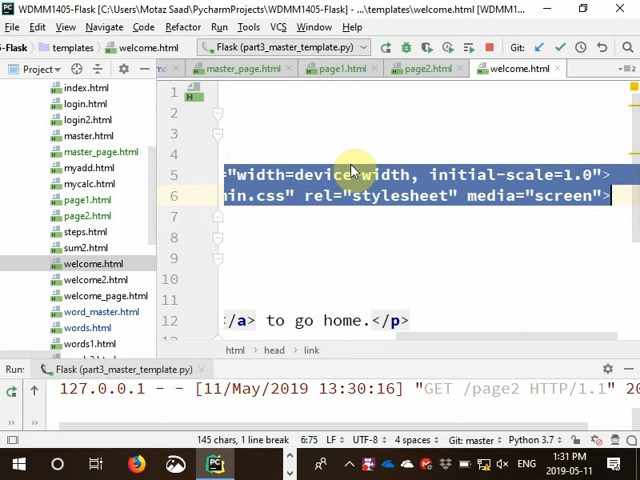 PC WDMM1405-Flask [C:\Users\Motaz Saad\PycharmProjects\WDMM1405-Flask] - ...\templates\welcome.html [WDMM1...
File Edit View Navigate Code Refactor Run Tools VCS Window Help
5-Flask templates welcome.html Flask (part3_master_template.py) Git:
Project master_page.html page1.html page2.html welcome.html
index.html
login.html
login2.html
master.html
master_page.html
myadd.html
mycalc.html
page1.html
page2.html
steps.html
sum2.html
welcome.html
welcome2.html
welcome_page.html
word_master.html
words.html
words1.html
1
2
3
4
5 ="width=device-width, initial-scale=1.0">
6 min.css" rel="stylesheet" media="screen">
7
8
9
10
11
12 </a> to go home.</p>
13
html head link
Run: Flask (part3_master_template.py)
127.0.0.1 - - [11/May/2019 13:30:16] "GET /page2 HTTP/1.1" 20
145 chars, 1 line break 6:75 LF UTF-8 4 spaces Git: master Python 3.7
1:31 PM
2019-05-11